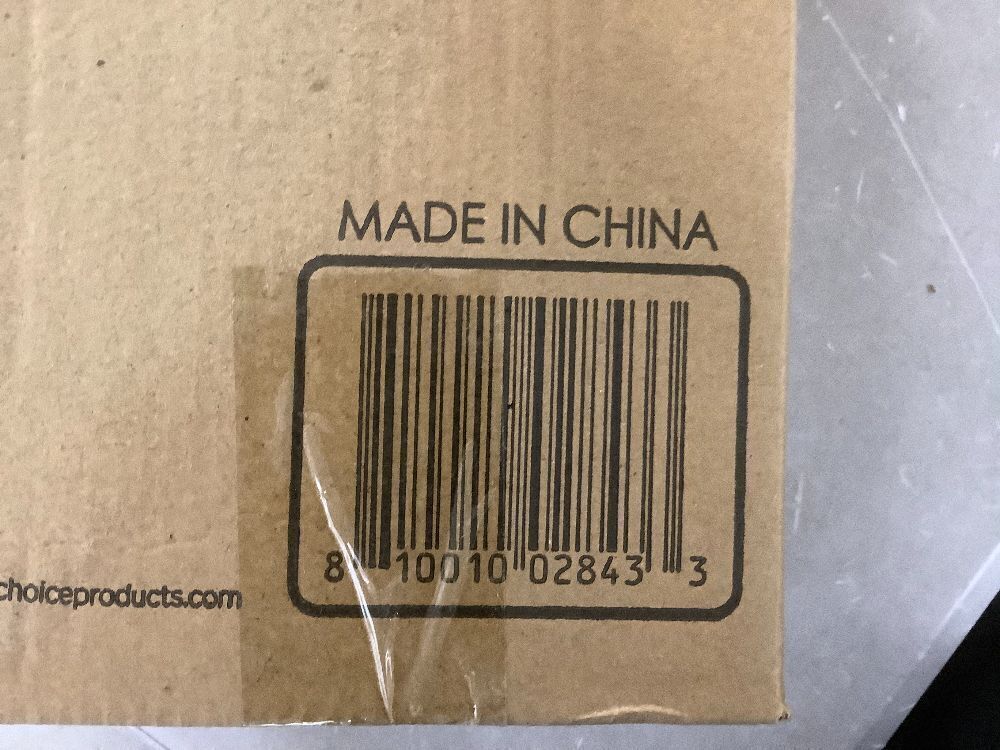 MADE IN CHINA
8 10010 02843 3
choiceproducts.com